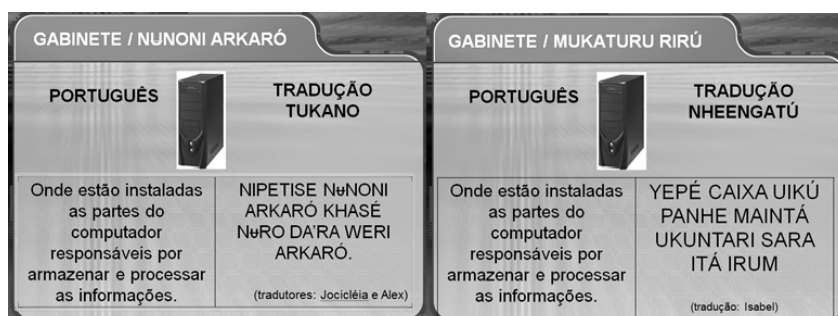 GABINETE / NUNONI ARKARÓ
PORTUGUÊS
TRADUÇÃO
TUKANO
Onde estão instaladas
as partes do
computador
responsáveis por
armazenar e processar
as informações.
NIPETISE NʉNONI
ARKARÓ KHASÉ
NʉRO DA'RA WERI
ARKARÓ.
(tradutores: Jocicléia e Alex)
GABINETE / MUKATURU RIRÚ
PORTUGUÊS
TRADUÇÃO
NHEENGATÚ
Onde estão instaladas
as partes do
computador
responsáveis por
armazenar e processar
as informações.
YEPÉ CAIXA UIKÚ
PANHE MAINTÁ
UKUNTARI SARA
ITÁ IRUM
(tradução: Isabel)